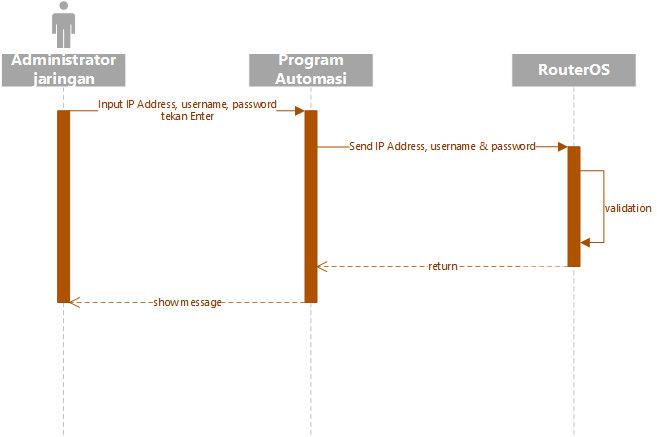 Administrator
jaringan
Program
Automasi
RouterOS
Input IP Address, username, password
tekan Enter
Send IP Address, username & password
validation
return
show message